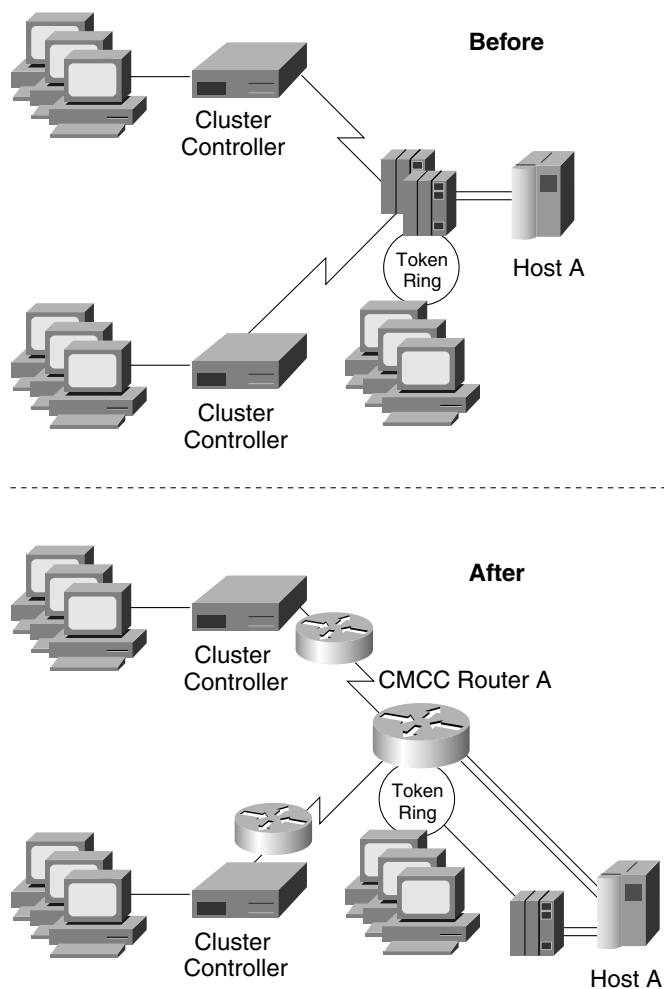 Before
Cluster
Controller
Token
Ring
Host A
Cluster
Controller
After
Cluster
Controller
CMCC Router A
Token
Ring
Cluster
Controller
Host A